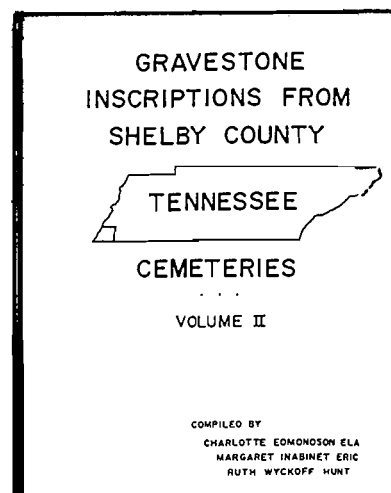 GRAVESTONE
INSCRIPTIONS FROM
SHELBY COUNTY
TENNESSEE
CEMETERIES
. . .
VOLUME II
COMPILED BY
CHARLOTTE EDMONDSON ELA
MARGARET INABINET ERIC
RUTH WYCKOFF HUNT